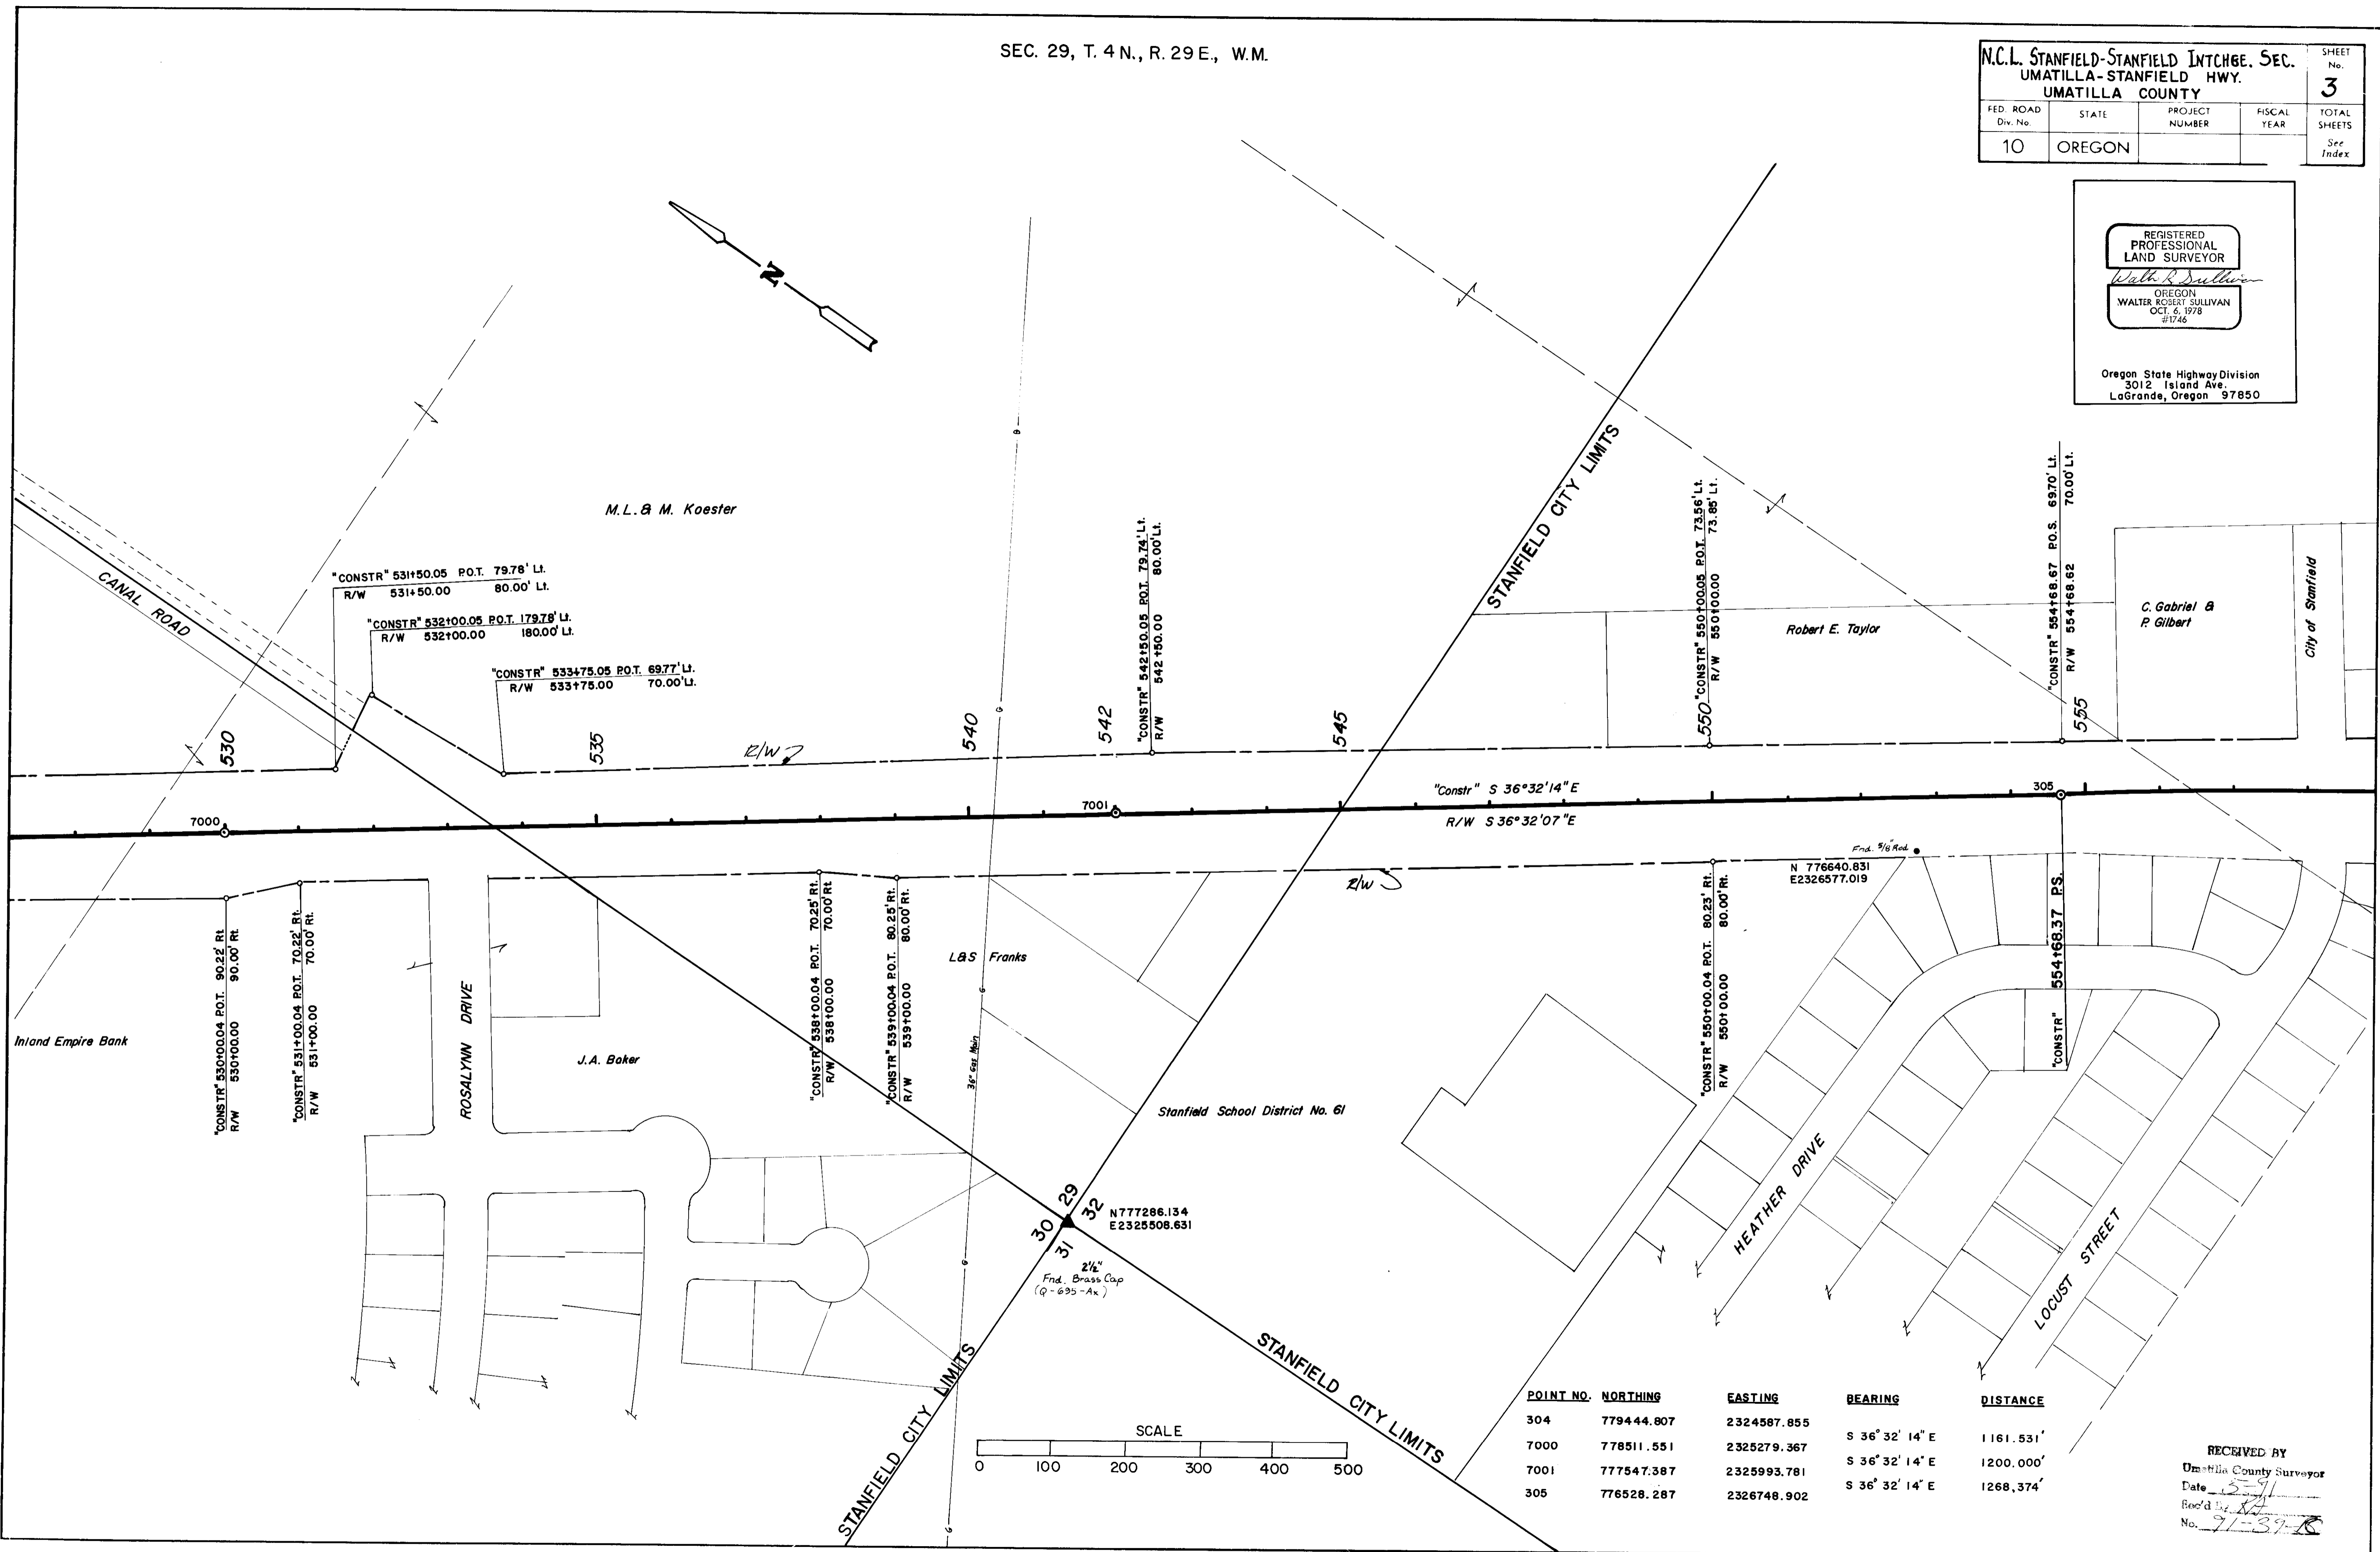 SEC. 29, T. 4 N., R. 29 E., W.M.
N.C.L. STANFIELD-STANFIELD INTCHGE. SEC.
UMATILLA-STANFIELD HWY.
UMATILLA COUNTY
SHEET No.
3
FED. ROAD Div. No.
STATE
PROJECT NUMBER
FISCAL YEAR
TOTAL SHEETS
10
OREGON
See Index
REGISTERED
PROFESSIONAL
LAND SURVEYOR
Walter R Sullivan
OREGON
WALTER ROBERT SULLIVAN
OCT. 6, 1978
#1746
Oregon State Highway Division
3012 Island Ave.
LaGrande, Oregon 97850
N
M.L. & M. Koester
CANAL ROAD
"CONSTR" 531+50.05 P.O.T. 79.78' Lt.
R/W 531+50.00 80.00' Lt.
"CONSTR" 532+00.05 P.O.T. 179.78' Lt.
R/W 532+00.00 180.00' Lt.
"CONSTR" 533+75.05 P.O.T. 69.77' Lt.
R/W 533+75.00 70.00' Lt.
"CONSTR" 542+50.05 P.O.T. 79.74' Lt.
R/W 542+50.00 80.00' Lt.
STANFIELD CITY LIMITS
"CONSTR" 550+00.05 P.O.T. 73.56' Lt.
R/W 550+00.00 73.85' Lt.
Robert E. Taylor
"CONSTR" 554+68.67 P.O.S. 69.70' Lt.
R/W 554+68.62 70.00' Lt.
C. Gabriel &
P. Gilbert
City of Stanfield
530
535
R/W
540
542
545
550
555
7000
7001
305
"Constr" S 36°32'14" E
R/W S 36°32'07" E
Fnd. 5/8" Rod
N 776640.831
E2326577.019
R/W
"CONSTR" 530+00.04 P.O.T. 90.22' Rt
R/W 530+00.00 90.00' Rt.
"CONSTR" 531+00.04 P.O.T. 70.22' Rt.
R/W 531+00.00 70.00' Rt.
"CONSTR" 538+00.04 P.O.T. 70.25' Rt.
R/W 538+00.00 70.00' Rt
"CONSTR" 539+00.04 P.O.T. 80.25' Rt.
R/W 539+00.00 80.00' Rt.
"CONSTR" 550+00.04 P.O.T. 80.23' Rt.
R/W 550+00.00 80.00' Rt.
"CONSTR" 554+68.37 P.S.
Inland Empire Bank
ROSALYNN DRIVE
J.A. Baker
L&S Franks
36" Gas Main
G
G
G
G
Stanfield School District No. 61
HEATHER DRIVE
LOCUST STREET
29
30
32
31
N777286.134
E2325508.631
2½"
Fnd. Brass Cap
(Q-695-Ax)
STANFIELD CITY LIMITS
STANFIELD CITY LIMITS
SCALE
0 100 200 300 400 500
POINT NO. NORTHING EASTING BEARING DISTANCE
304 779444.807 2324587.855
S 36° 32' 14" E 1161.531'
7000 778511.551 2325279.367
S 36° 32' 14" E 1200.000'
7001 777547.387 2325993.781
S 36° 32' 14" E 1268,374'
305 776528.287 2326748.902
RECEIVED BY
Umatilla County Surveyor
Date 5-91
Rec'd By
No. 91-39-B